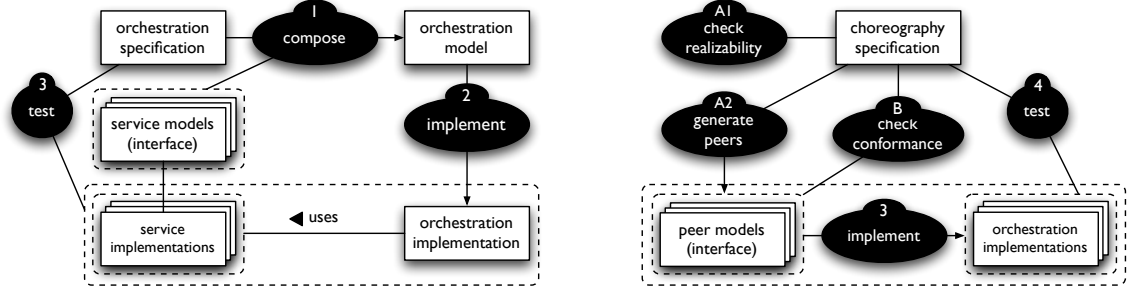 1
compose
orchestration
specification
orchestration
model
3
test
service models
(interface)
2
implement
service
implementations
uses
orchestration
implementation
A1
check
realizability
choreography
specification
A2
generate
peers
B
check
conformance
4
test
peer models
(interface)
3
implement
orchestration
implementations